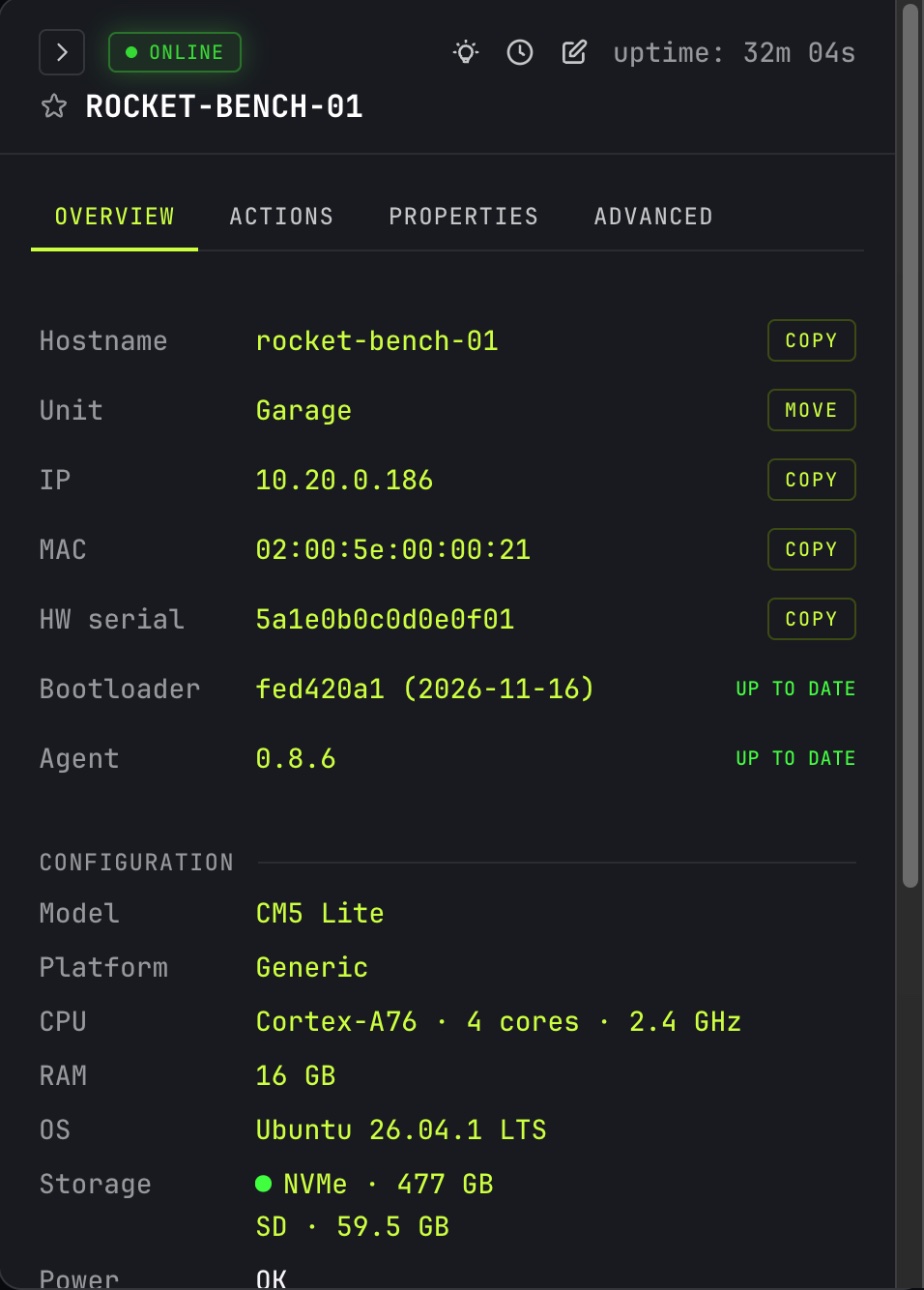 ONLINE uptime: 32m 04s
ROCKET-BENCH-01
OVERVIEW ACTIONS PROPERTIES ADVANCED
Hostname rocket-bench-01 COPY
Unit Garage MOVE
IP 10.20.0.186 COPY
MAC 02:00:5e:00:00:21 COPY
HW serial 5a1e0b0c0d0e0f01 COPY
Bootloader fed420a1 (2026-11-16) UP TO DATE
Agent 0.8.6 UP TO DATE
CONFIGURATION
Model CM5 Lite
Platform Generic
CPU Cortex-A76 · 4 cores · 2.4 GHz
RAM 16 GB
OS Ubuntu 26.04.1 LTS
Storage NVMe · 477 GB
SD · 59.5 GB
Power OK